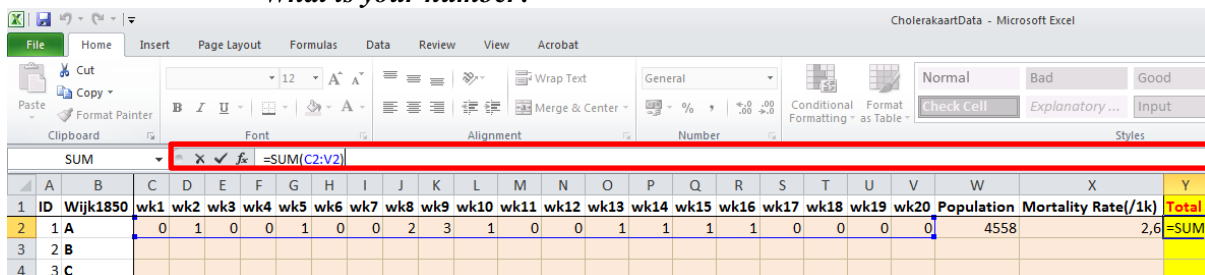 What is your number?
CholerakaartData - Microsoft Excel
File Home Insert Page Layout Formulas Data Review View Acrobat
Cut
Copy
Format Painter
Paste
12 A A
B I U A
Wrap Text
Merge & Center
General
% ,
Conditional Formatting
Format as Table
Normal Bad Good
Check Cell Explanatory ... Input
Clipboard Font Alignment Number Styles
SUM fx =SUM(C2:V2)
A B C D E F G H I J K L M N O P Q R S T U V W X Y
1 ID Wijk1850 wk1 wk2 wk3 wk4 wk5 wk6 wk7 wk8 wk9 wk10 wk11 wk12 wk13 wk14 wk15 wk16 wk17 wk18 wk19 wk20 Population Mortality Rate(/1k) Total
2 1 A 0 1 0 0 1 0 0 2 3 1 0 0 1 1 1 1 0 0 0 0 4558 2,6 =SUM
3 2 B
4 3 C